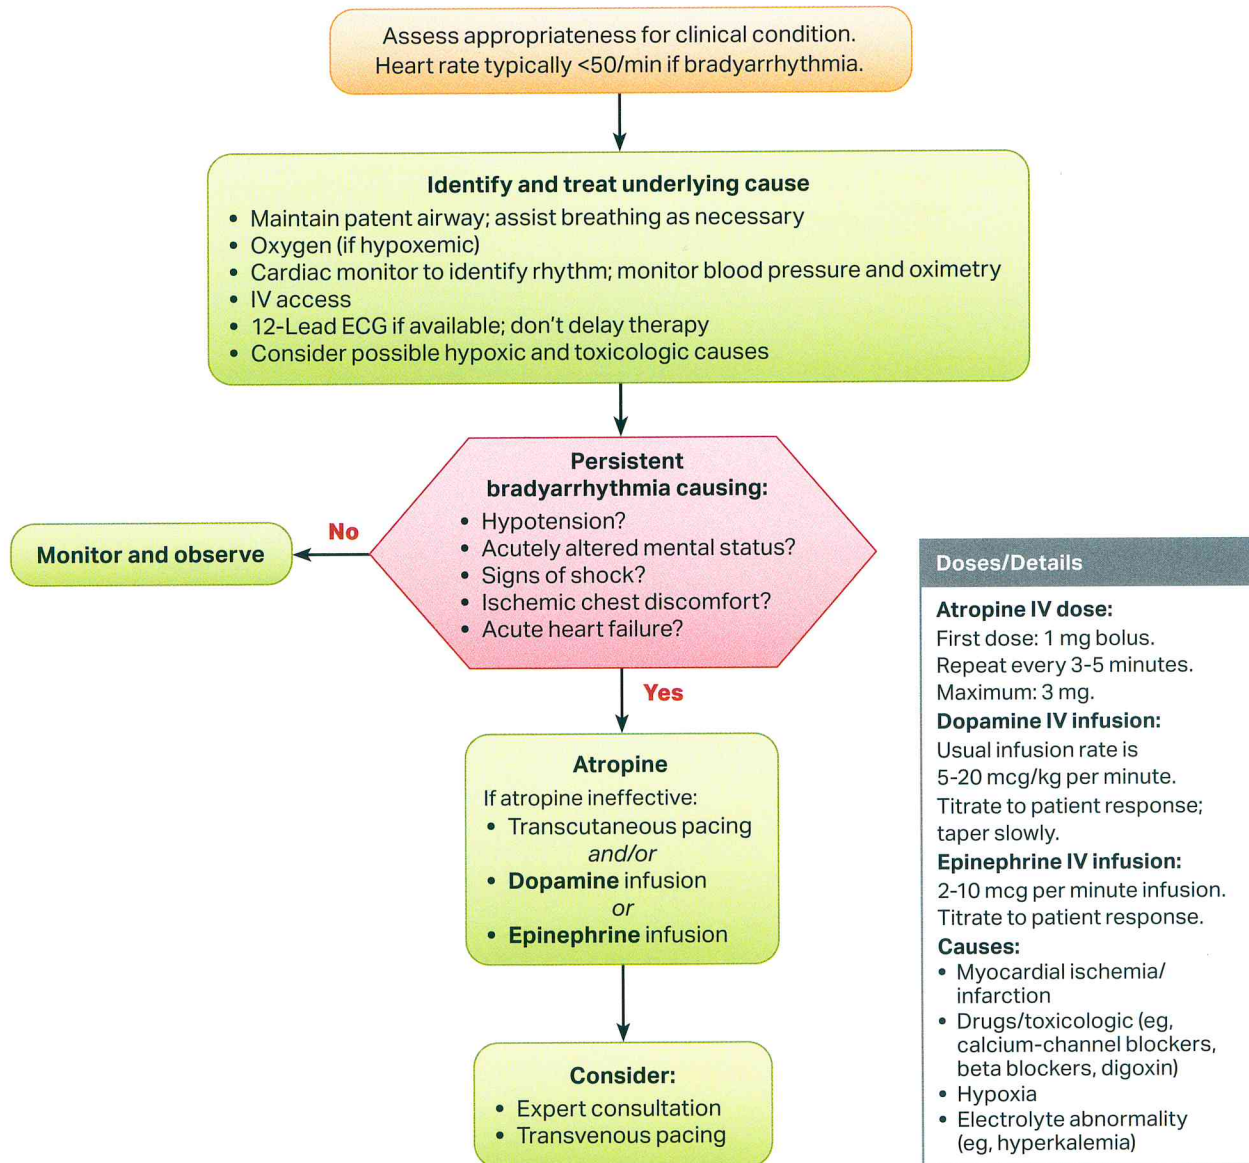 Assess appropriateness for clinical condition.
Heart rate typically <50/min if bradyarrhythmia.
Identify and treat underlying cause
• Maintain patent airway; assist breathing as necessary
• Oxygen (if hypoxemic)
• Cardiac monitor to identify rhythm; monitor blood pressure and oximetry
• IV access
• 12-Lead ECG if available; don't delay therapy
• Consider possible hypoxic and toxicologic causes
Persistent
bradyarrhythmia causing:
• Hypotension?
• Acutely altered mental status?
• Signs of shock?
• Ischemic chest discomfort?
• Acute heart failure?
No
Monitor and observe
Yes
Atropine
If atropine ineffective:
• Transcutaneous pacing
and/or
• Dopamine infusion
or
• Epinephrine infusion
Consider:
• Expert consultation
• Transvenous pacing
Doses/Details
Atropine IV dose:
First dose: 1 mg bolus.
Repeat every 3-5 minutes.
Maximum: 3 mg.
Dopamine IV infusion:
Usual infusion rate is
5-20 mcg/kg per minute.
Titrate to patient response;
taper slowly.
Epinephrine IV infusion:
2-10 mcg per minute infusion.
Titrate to patient response.
Causes:
• Myocardial ischemia/
infarction
• Drugs/toxicologic (eg,
calcium-channel blockers,
beta blockers, digoxin)
• Hypoxia
• Electrolyte abnormality
(eg, hyperkalemia)